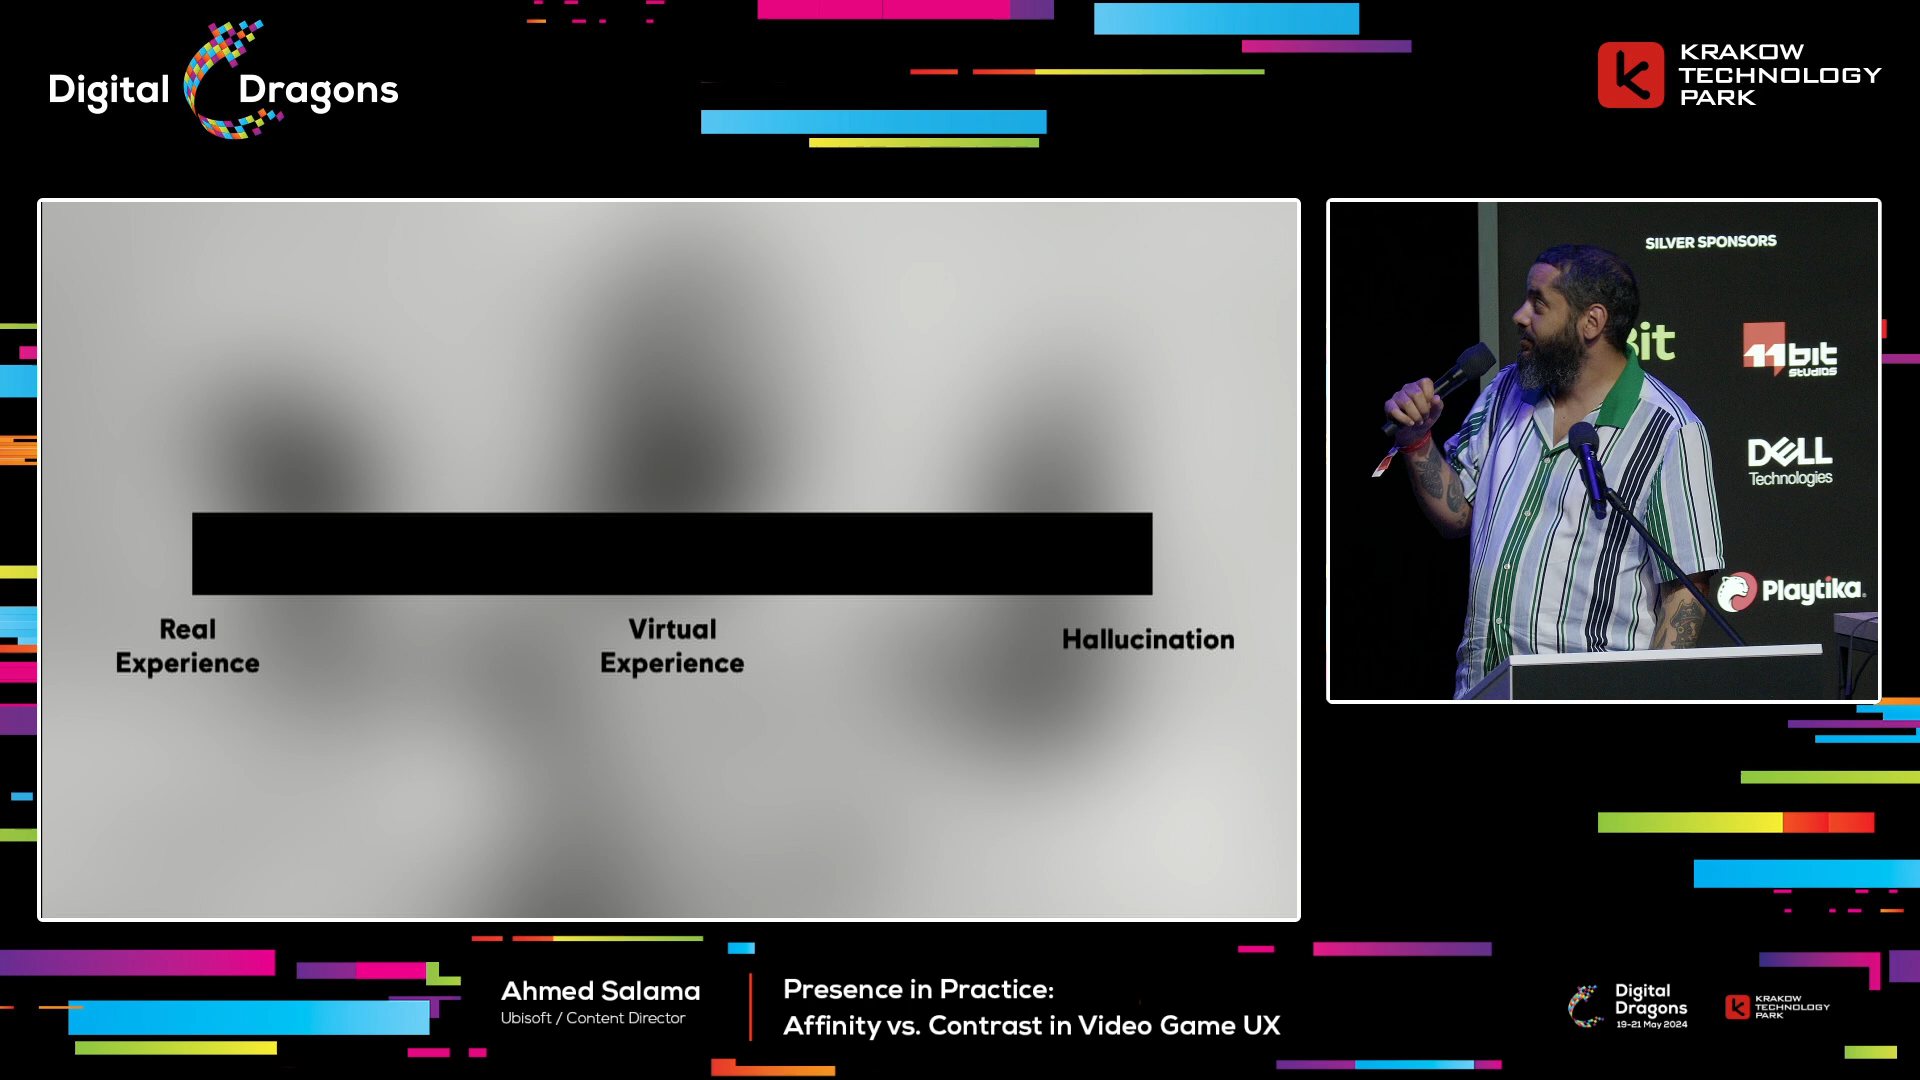 Digital Dragons
KRAKOW
TECHNOLOGY
PARK
SILVER SPONSORS
11 bit
STUDIOS
DELL
Technologies
Playtika
Real
Experience
Virtual
Experience
Hallucination
Ahmed Salama
Ubisoft / Content Director
Presence in Practice:
Affinity vs. Contrast in Video Game UX
Digital
Dragons
19-21 May 2024
KRAKOW
TECHNOLOGY
PARK